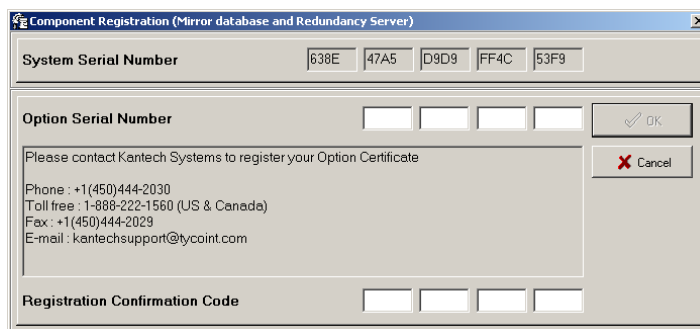 Component Registration (Mirror database and Redundancy Server)
System Serial Number 638E 47A5 D9D9 FF4C 53F9
Option Serial Number
OK
Please contact Kantech Systems to register your Option Certificate
Cancel
Phone : +1(450)444-2030
Toll free : 1-888-222-1560 (US & Canada)
Fax : +1(450)444-2029
E-mail : kantechsupport@tycoint.com
Registration Confirmation Code